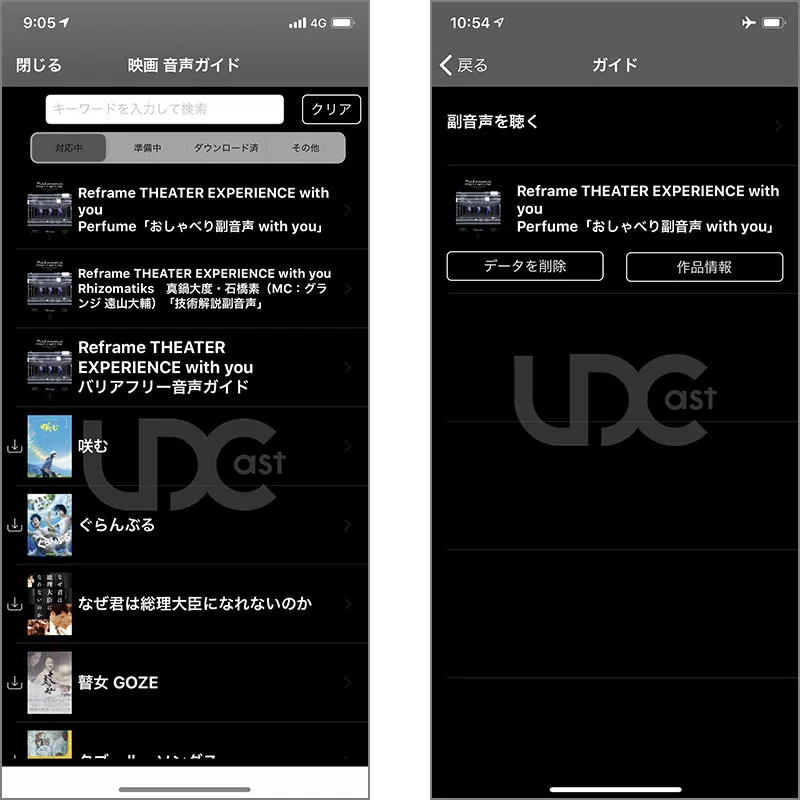 9:05
4G
閉じる
映画 音声ガイド
キーワードを入力して検索
クリア
対応中
準備中
ダウンロード済
その他
Reframe THEATER EXPERIENCE with
you
Perfume「おしゃべり副音声 with you」
Reframe THEATER EXPERIENCE with you
Rhizomatiks 真鍋大度・石橋素（MC：グラ
ンジ 遠山大輔）「技術解説副音声」
Reframe THEATER
EXPERIENCE with you
バリアフリー音声ガイド
咲む
ぐらんぶる
なぜ君は総理大臣になれないのか
瞽女 GOZE
UDCast
10:54
戻る
ガイド
副音声を聴く
Reframe THEATER EXPERIENCE with
you
Perfume「おしゃべり副音声 with you」
データを削除
作品情報
UDCast